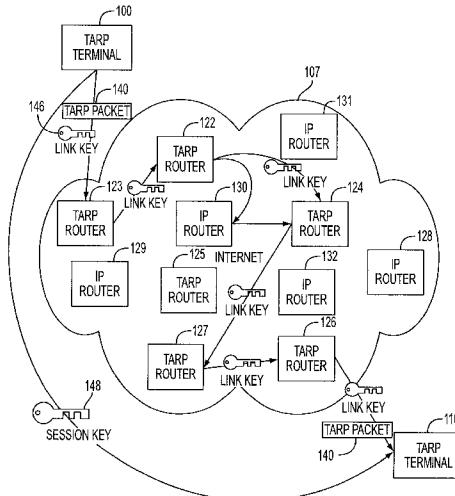 100
TARP
TERMINAL
140
TARP PACKET
146
LINK KEY
107
131
IP
ROUTER
122
TARP
ROUTER
LINK KEY
123
TARP
ROUTER
LINK KEY
124
TARP
ROUTER
130
IP
ROUTER
INTERNET
129
IP
ROUTER
125
TARP
ROUTER
132
IP
ROUTER
128
IP
ROUTER
LINK KEY
127
TARP
ROUTER
126
TARP
ROUTER
LINK KEY
LINK KEY
148
SESSION KEY
TARP PACKET
140
110
TARP
TERMINAL